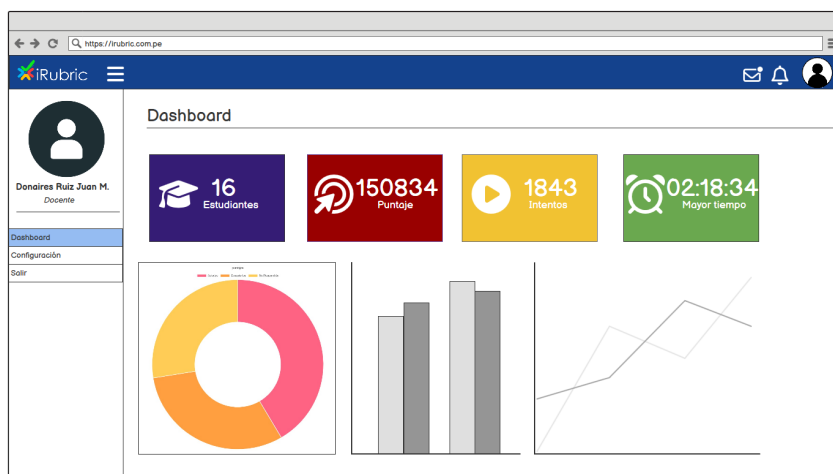 https://irubric.com.pe
iRubric
Donaires Ruiz Juan M.
Docente
Dashboard
Configuración
Salir
Dashboard
16
Estudiantes
150834
Puntaje
1843
Intentos
02:18:34
Mayor tiempo